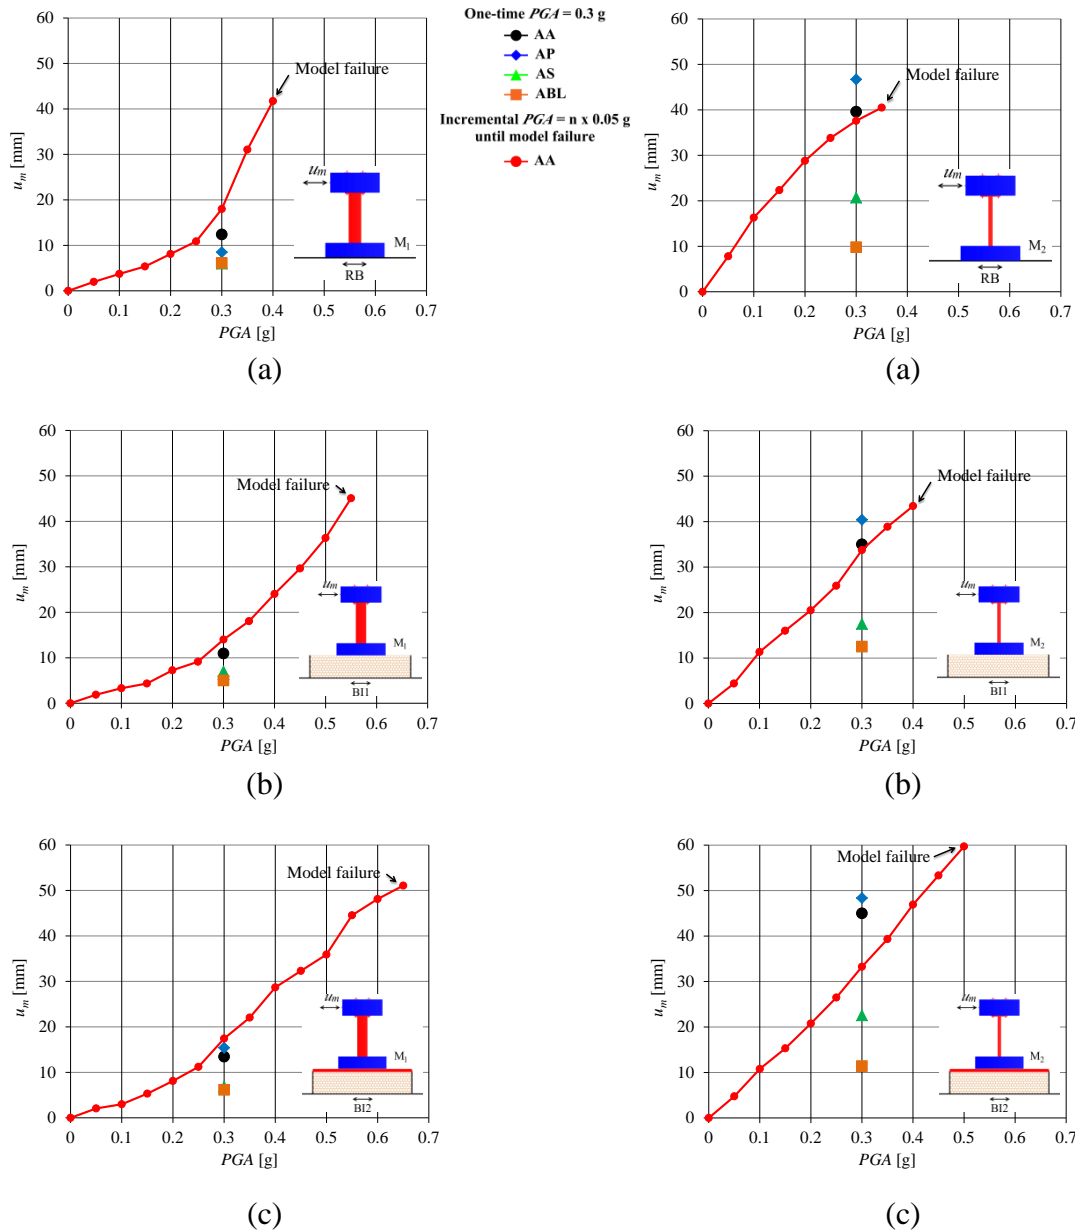 One-time PGA = 0.3 g
AA
AP
AS
ABL
Incremental PGA = n x 0.05 g
until model failure
AA
60
50
40
30
20
10
0
u_m [mm]
Model failure
u_m
M₁
RB
0 0.1 0.2 0.3 0.4 0.5 0.6 0.7
PGA [g]
(a)
60
50
40
30
20
10
0
u_m [mm]
Model failure
u_m
M₂
RB
0 0.1 0.2 0.3 0.4 0.5 0.6 0.7
PGA [g]
(a)
60
50
40
30
20
10
0
u_m [mm]
Model failure
u_m
M₁
BI1
0 0.1 0.2 0.3 0.4 0.5 0.6 0.7
PGA [g]
(b)
60
50
40
30
20
10
0
u_m [mm]
Model failure
u_m
M₂
BI1
0 0.1 0.2 0.3 0.4 0.5 0.6 0.7
PGA [g]
(b)
60
50
40
30
20
10
0
u_m [mm]
Model failure
u_m
M₁
BI2
0 0.1 0.2 0.3 0.4 0.5 0.6 0.7
PGA [g]
(c)
60
50
40
30
20
10
0
u_m [mm]
Model failure
u_m
M₂
BI2
0 0.1 0.2 0.3 0.4 0.5 0.6 0.7
PGA [g]
(c)